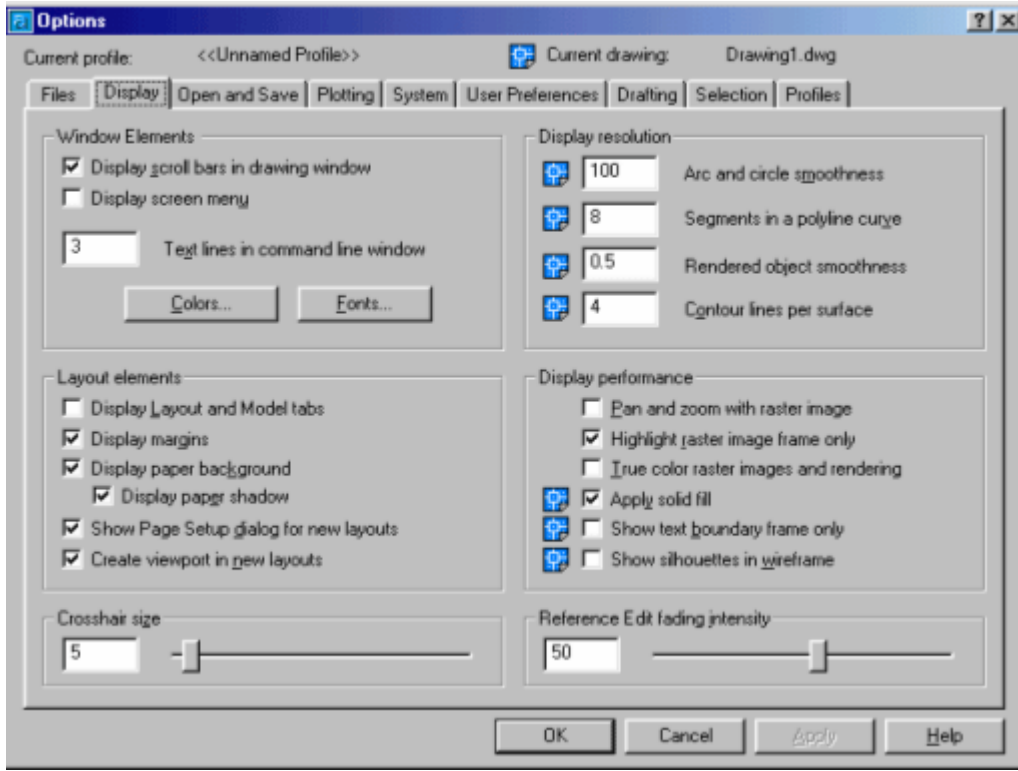 Options
Current profile: <<Unnamed Profile>> Current drawing: Drawing1.dwg
Files Display Open and Save Plotting System User Preferences Drafting Selection Profiles
Window Elements
Display scroll bars in drawing window
Display screen menu
3 Text lines in command line window
Colors... Fonts...
Display resolution
100 Arc and circle smoothness
8 Segments in a polyline curve
0.5 Rendered object smoothness
4 Contour lines per surface
Layout elements
Display Layout and Model tabs
Display margins
Display paper background
Display paper shadow
Show Page Setup dialog for new layouts
Create viewport in new layouts
Display performance
Pan and zoom with raster image
Highlight raster image frame only
True color raster images and rendering
Apply solid fill
Show text boundary frame only
Show silhouettes in wireframe
Crosshair size
5
Reference Edit fading intensity
50
OK Cancel Apply Help